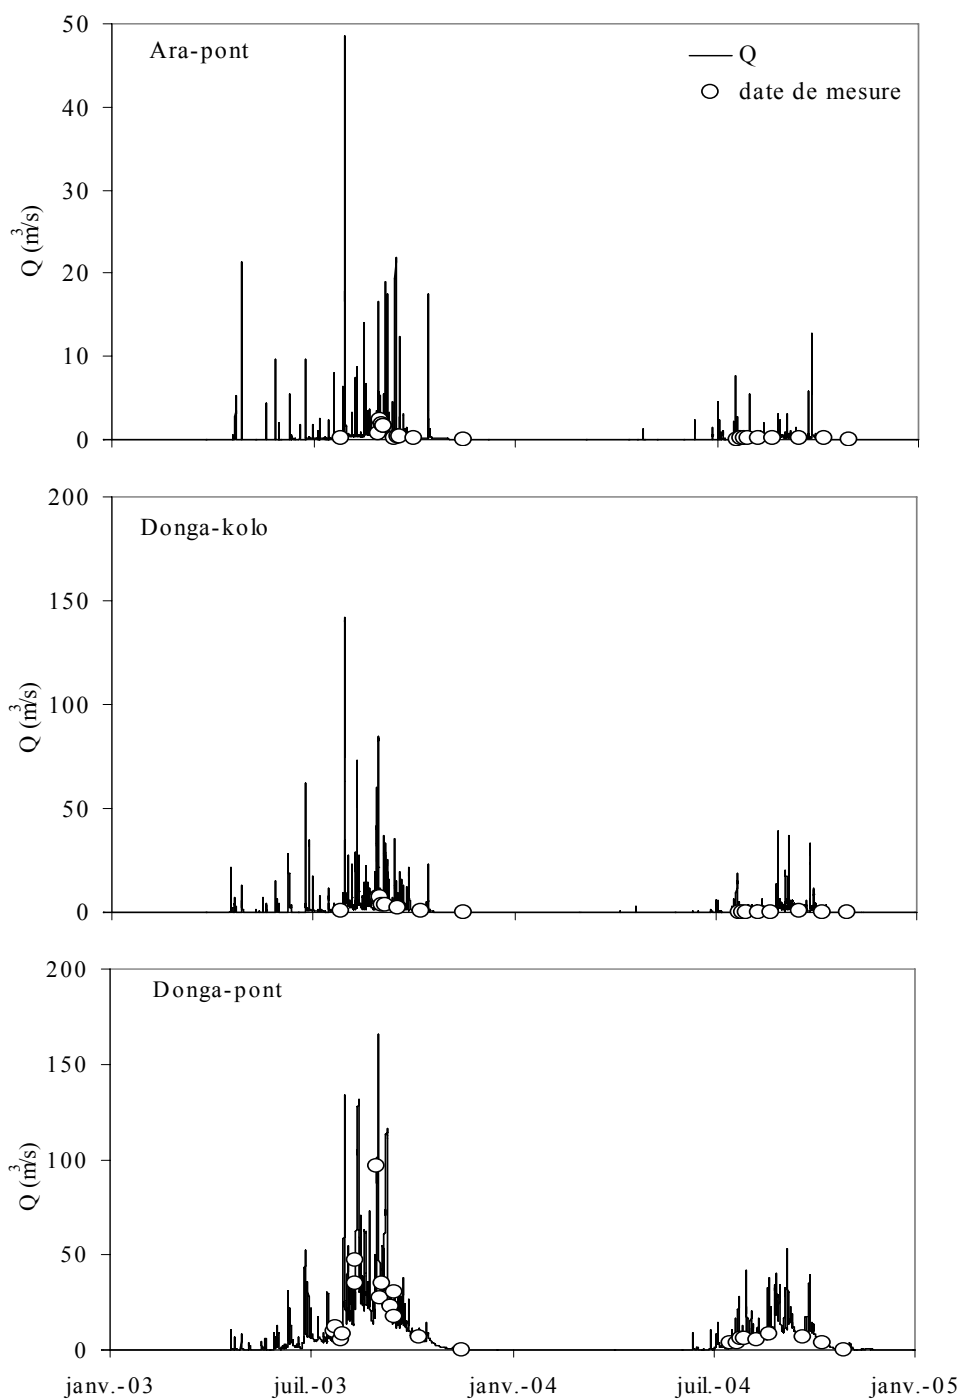 50
Ara-pont
Q
date de mesure
40
30
Q (m³/s)
20
10
0
200
Donga-kolo
150
Q (m³/s)
100
50
0
200
Donga-pont
150
Q (m³/s)
100
50
0
janv.-03 juil.-03 janv.-04 juil.-04 janv.-05